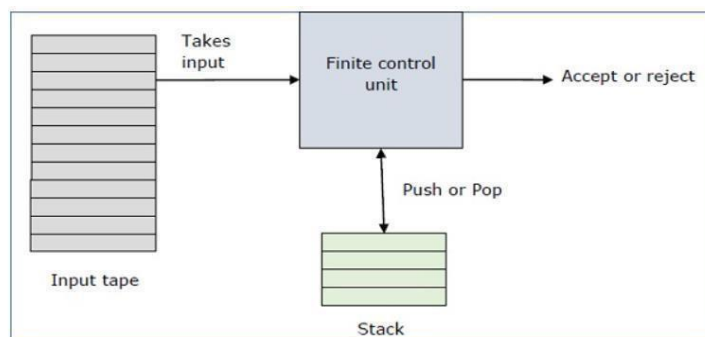 Takes
input
Finite control
unit
Accept or reject
Push or Pop
Input tape
Stack